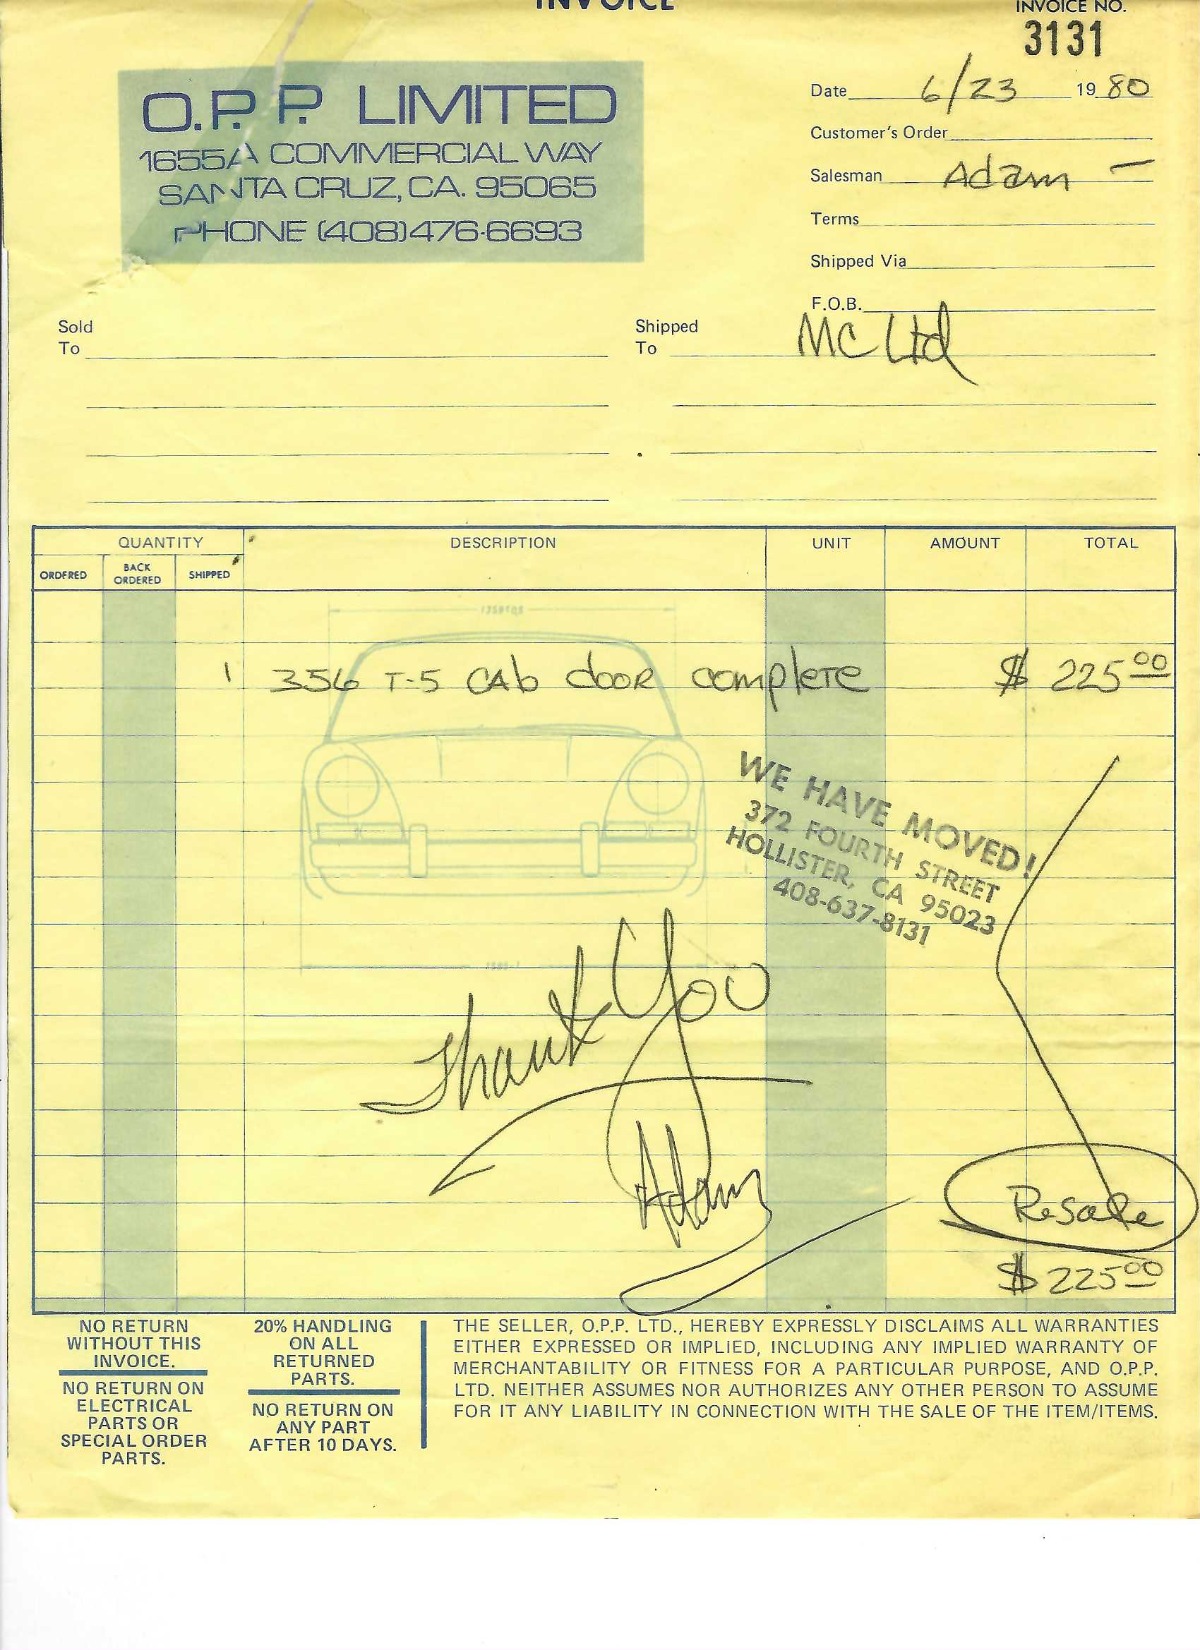 INVOICE
INVOICE NO.
3131
O.P.P. LIMITED
1655A COMMERCIAL WAY
SANTA CRUZ, CA. 95065
PHONE (408)476-6693
Date 6/23 1980
Customer's Order
Salesman Adam -
Terms
Shipped Via
F.O.B.
Sold To
Shipped To MC Ltd
QUANTITY DESCRIPTION UNIT AMOUNT TOTAL
ORDERED BACK ORDERED SHIPPED
1 356 T-5 CAb dooR complete $ 225.00
WE HAVE MOVED!
372 FOURTH STREET
HOLLISTER, CA 95023
408-637-8131
Thank You
Adam
Resale
$ 225.00
NO RETURN
WITHOUT THIS
INVOICE.
NO RETURN ON
ELECTRICAL
PARTS OR
SPECIAL ORDER
PARTS.
20% HANDLING
ON ALL
RETURNED
PARTS.
NO RETURN ON
ANY PART
AFTER 10 DAYS.
THE SELLER, O.P.P. LTD., HEREBY EXPRESSLY DISCLAIMS ALL WARRANTIES
EITHER EXPRESSED OR IMPLIED, INCLUDING ANY IMPLIED WARRANTY OF
MERCHANTABILITY OR FITNESS FOR A PARTICULAR PURPOSE, AND O.P.P.
LTD. NEITHER ASSUMES NOR AUTHORIZES ANY OTHER PERSON TO ASSUME
FOR IT ANY LIABILITY IN CONNECTION WITH THE SALE OF THE ITEM/ITEMS.